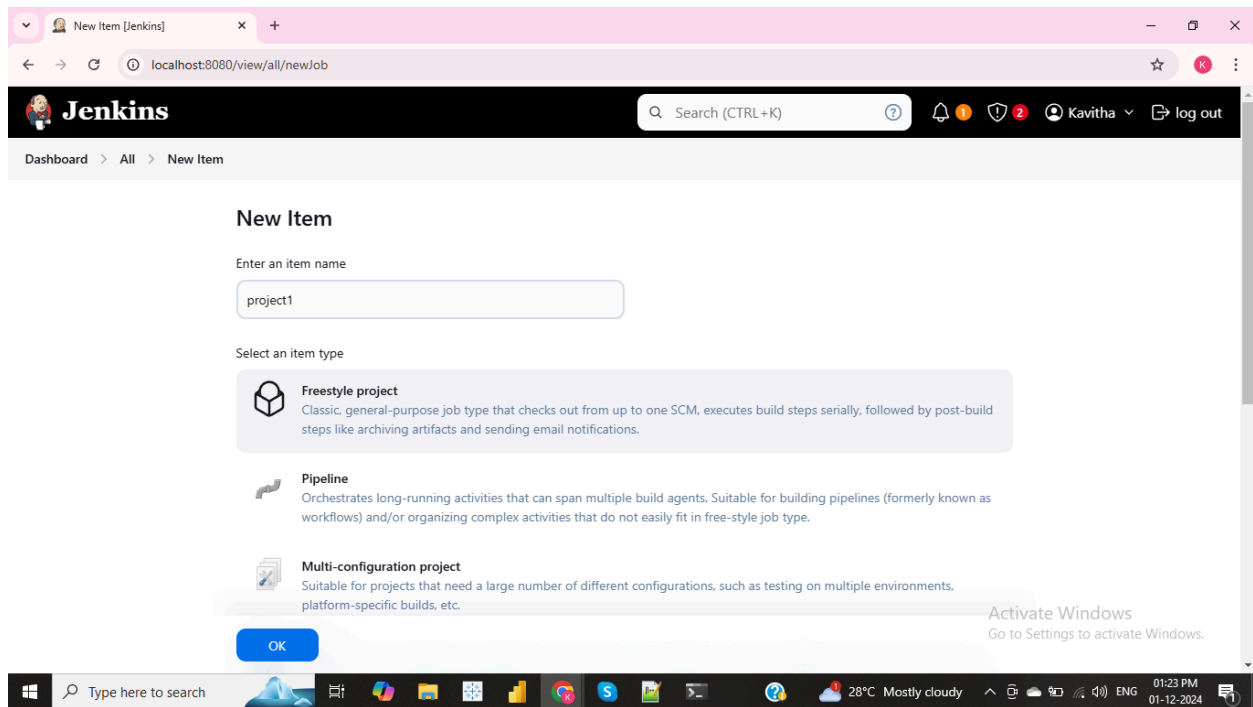 New Item [Jenkins]
localhost:8080/view/all/newJob
K
Jenkins
Search (CTRL+K)
1
2
Kavitha
log out
Dashboard > All > New Item
New Item
Enter an item name
project1
Select an item type
Freestyle project
Classic, general-purpose job type that checks out from up to one SCM, executes build steps serially, followed by post-build
steps like archiving artifacts and sending email notifications.
Pipeline
Orchestrates long-running activities that can span multiple build agents. Suitable for building pipelines (formerly known as
workflows) and/or organizing complex activities that do not easily fit in free-style job type.
Multi-configuration project
Suitable for projects that need a large number of different configurations, such as testing on multiple environments,
platform-specific builds, etc.
OK
Activate Windows
Go to Settings to activate Windows.
Type here to search
28°C Mostly cloudy
ENG
01:23 PM
01-12-2024